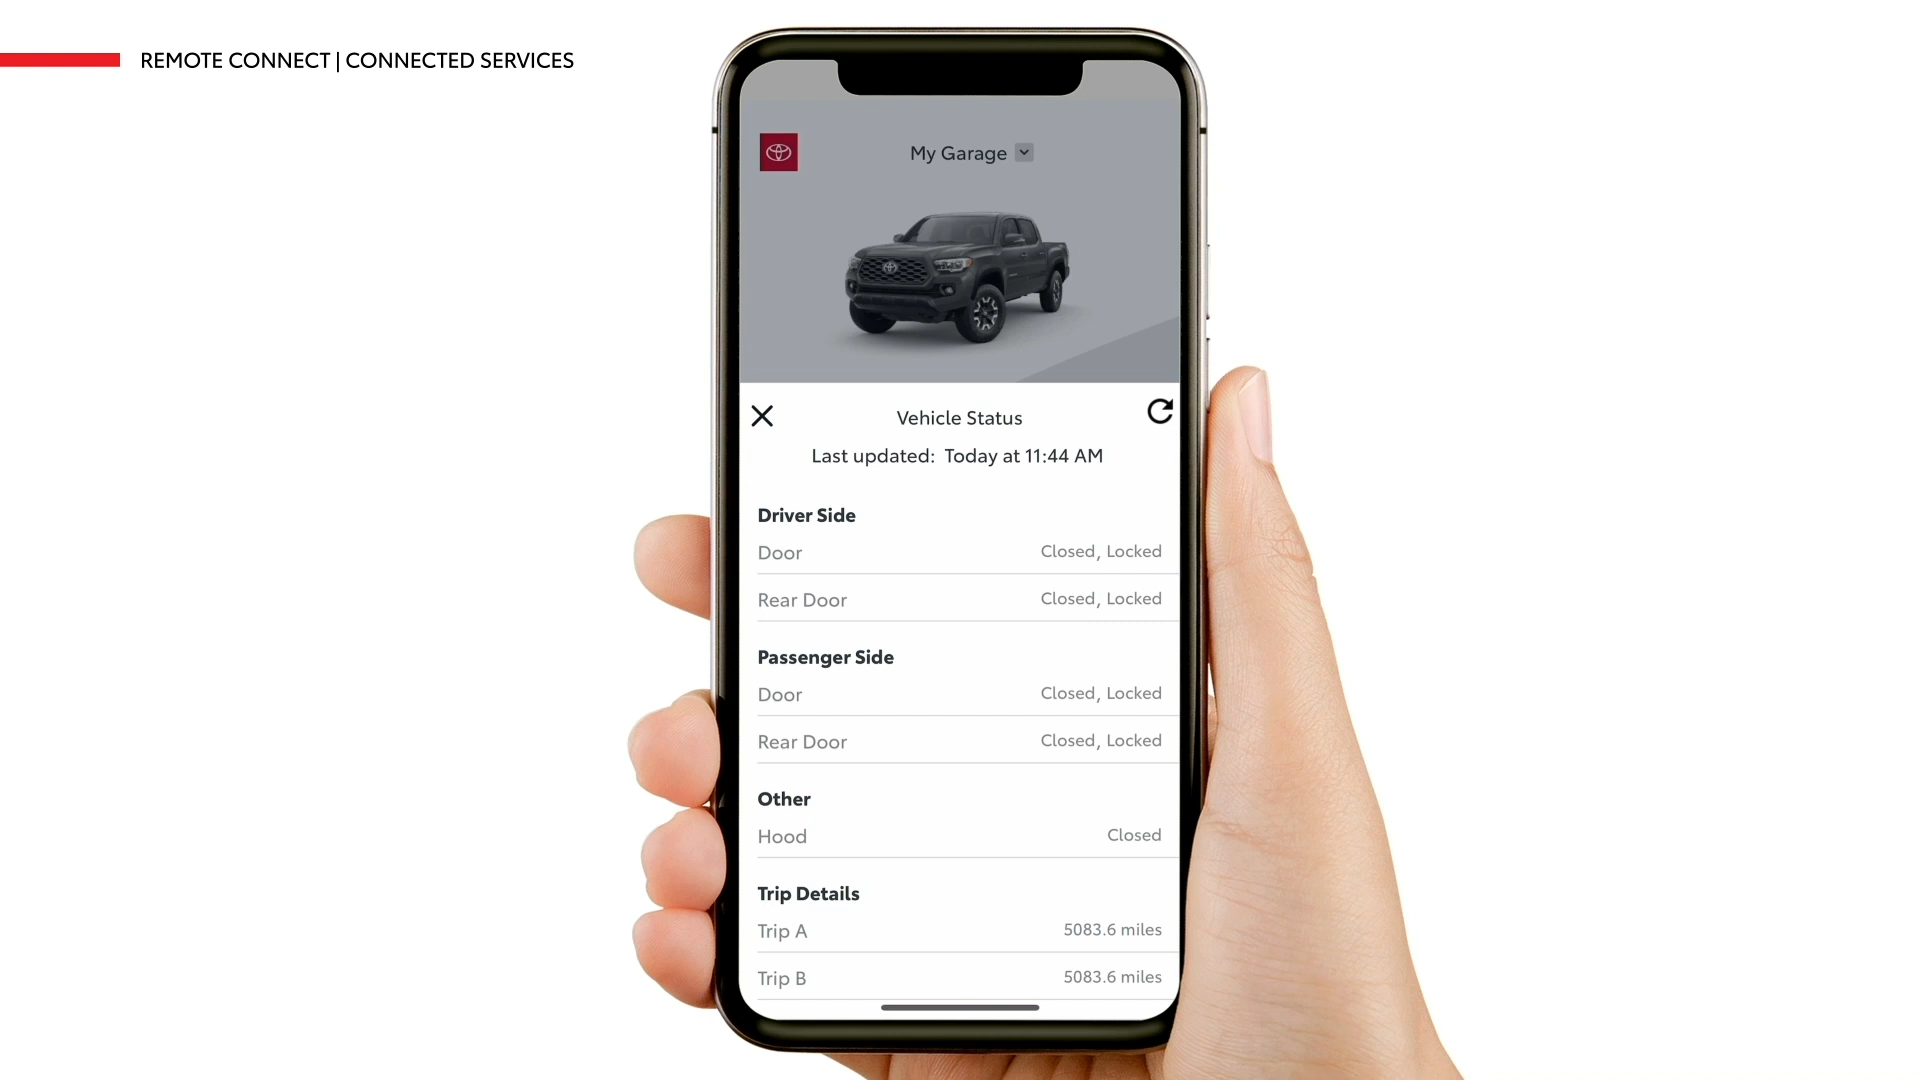 REMOTE CONNECT | CONNECTED SERVICES
My Garage
Vehicle Status
Last updated: Today at 11:44 AM
Driver Side
Door Closed, Locked
Rear Door Closed, Locked
Passenger Side
Door Closed, Locked
Rear Door Closed, Locked
Other
Hood Closed
Trip Details
Trip A 5083.6 miles
Trip B 5083.6 miles